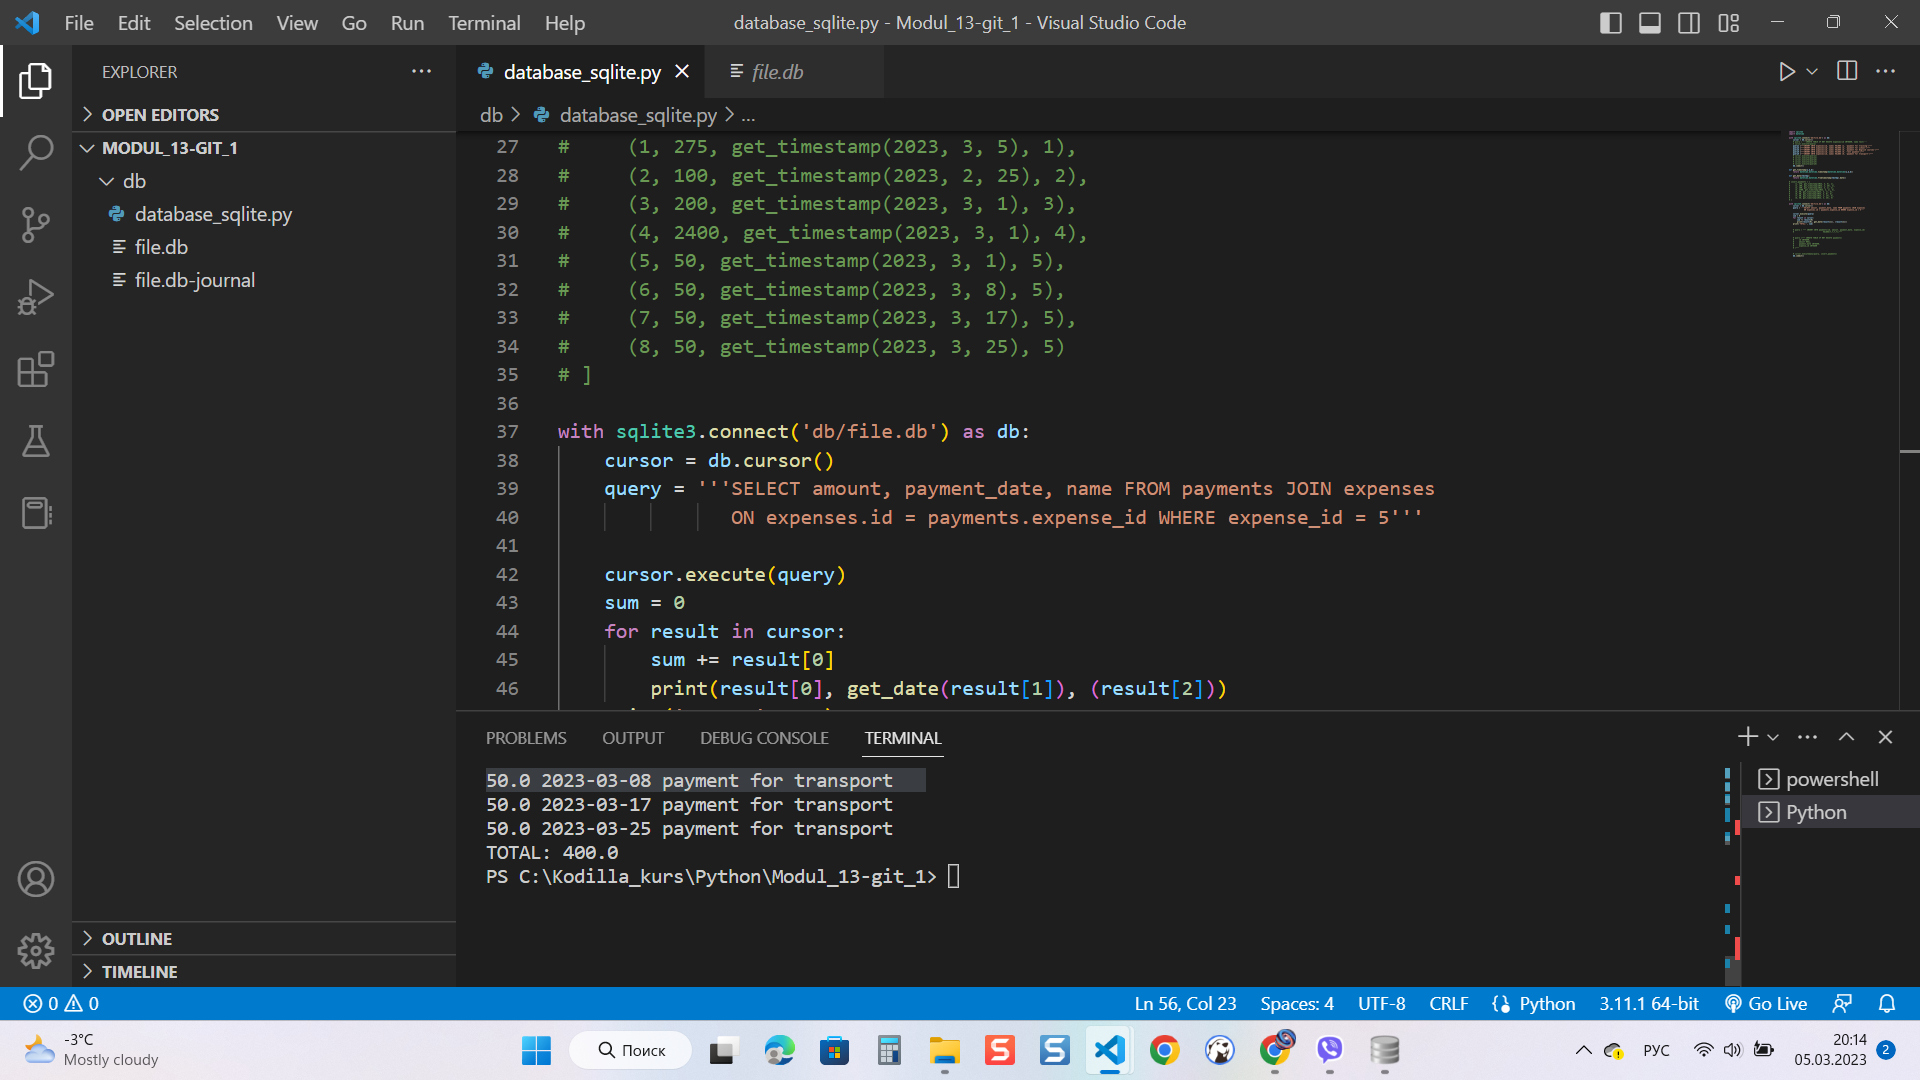 File Edit Selection View Go Run Terminal Help
database_sqlite.py - Modul_13-git_1 - Visual Studio Code
EXPLORER
OPEN EDITORS
MODUL_13-GIT_1
db
database_sqlite.py
file.db
file.db-journal
OUTLINE
TIMELINE
database_sqlite.py
file.db
db > database_sqlite.py > ...
27 # (1, 275, get_timestamp(2023, 3, 5), 1),
28 # (2, 100, get_timestamp(2023, 2, 25), 2),
29 # (3, 200, get_timestamp(2023, 3, 1), 3),
30 # (4, 2400, get_timestamp(2023, 3, 1), 4),
31 # (5, 50, get_timestamp(2023, 3, 1), 5),
32 # (6, 50, get_timestamp(2023, 3, 8), 5),
33 # (7, 50, get_timestamp(2023, 3, 17), 5),
34 # (8, 50, get_timestamp(2023, 3, 25), 5)
35 # ]
36
37 with sqlite3.connect('db/file.db') as db:
38 cursor = db.cursor()
39 query = '''SELECT amount, payment_date, name FROM payments JOIN expenses
40 ON expenses.id = payments.expense_id WHERE expense_id = 5'''
41
42 cursor.execute(query)
43 sum = 0
44 for result in cursor:
45 sum += result[0]
46 print(result[0], get_date(result[1]), (result[2]))
PROBLEMS OUTPUT DEBUG CONSOLE TERMINAL
50.0 2023-03-08 payment for transport
50.0 2023-03-17 payment for transport
50.0 2023-03-25 payment for transport
TOTAL: 400.0
PS C:\Kodilla_kurs\Python\Modul_13-git_1>
powershell
Python
0 0
Ln 56, Col 23 Spaces: 4 UTF-8 CRLF Python 3.11.1 64-bit Go Live
-3°C
Mostly cloudy
Поиск
РУС
20:14
05.03.2023
2